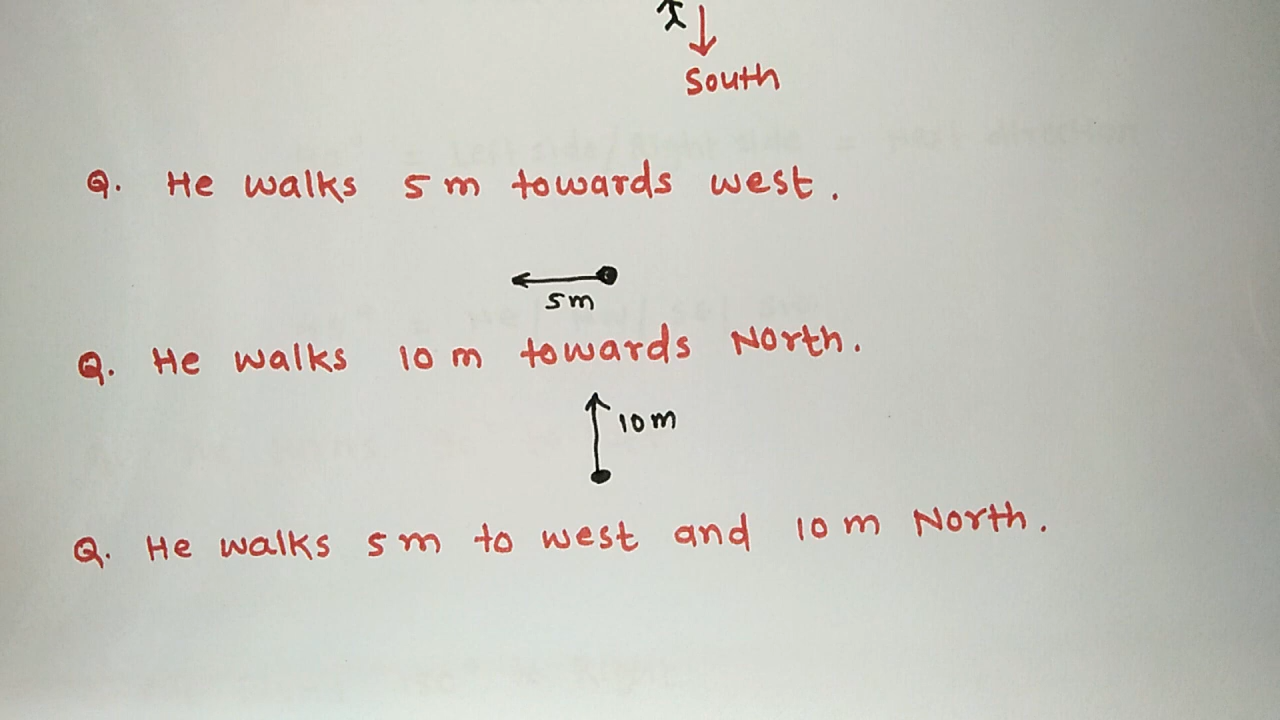 South
Q. He walks 5 m towards west.
5m
Q. He walks 10 m towards North.
10m
Q. He walks 5m to west and 10 m North.